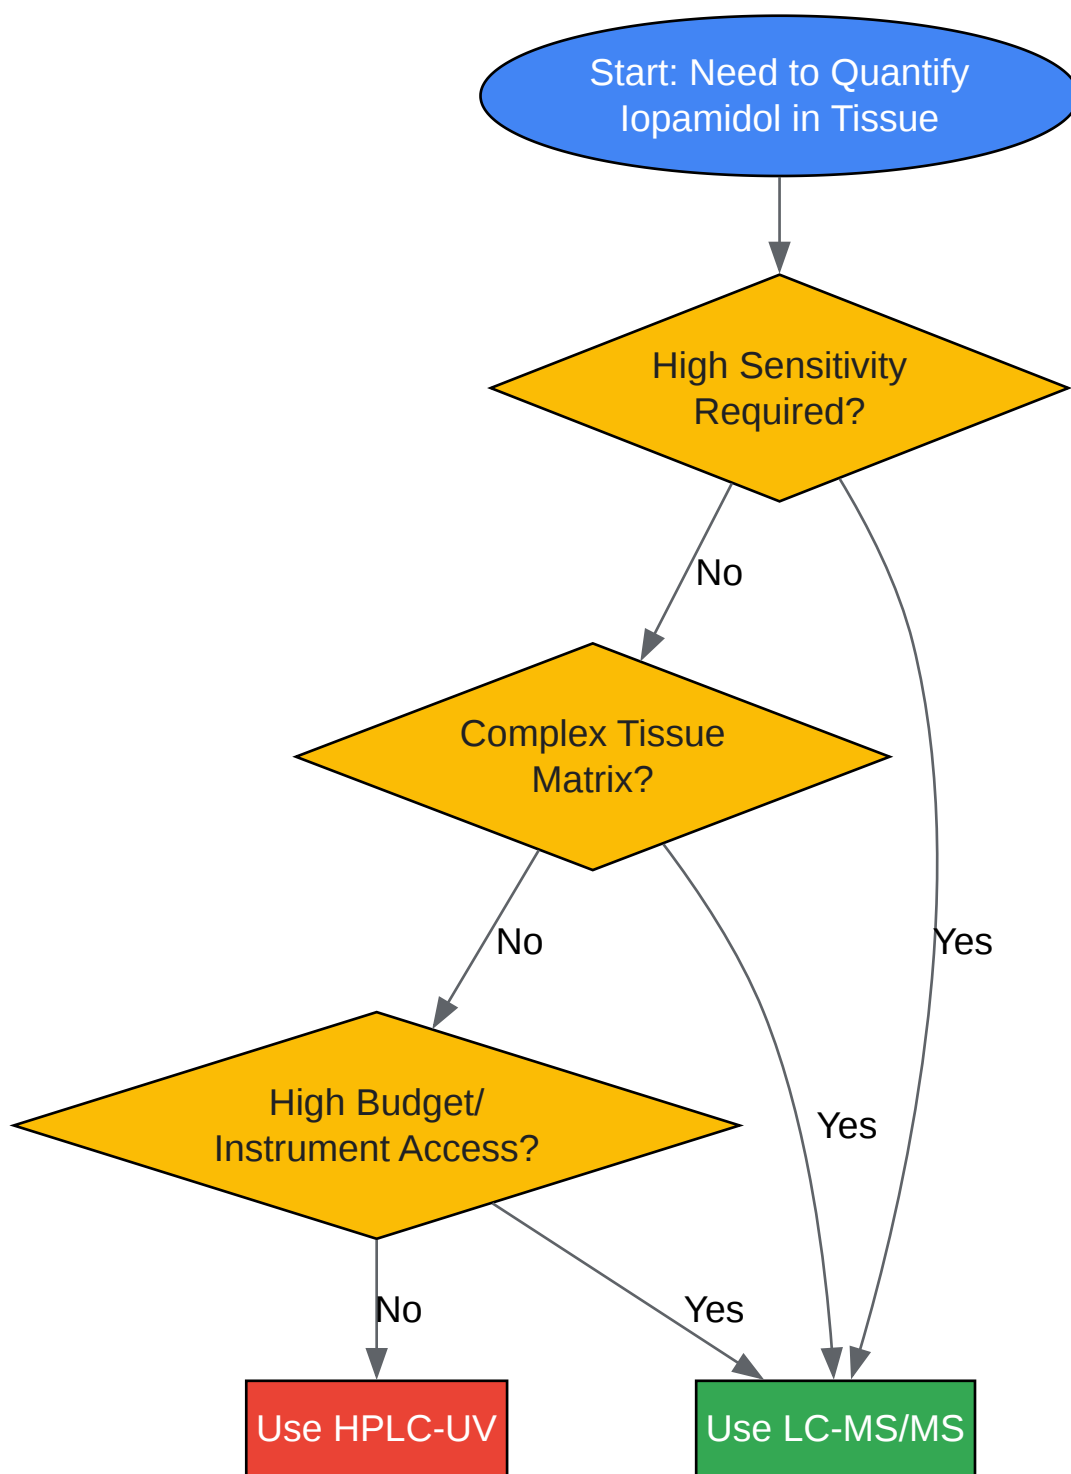 Start: Need to Quantify
Iopamidol in Tissue
High Sensitivity
Required?
No
Complex Tissue
Matrix?
No
Yes
High Budget/
Instrument Access?
Yes
No
Yes
Use HPLC-UV
Use LC-MS/MS